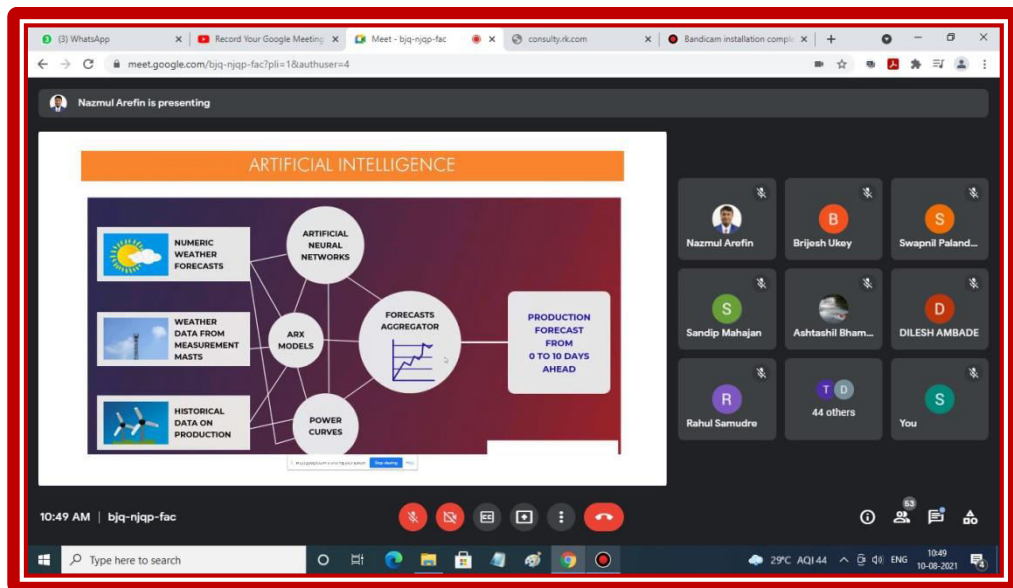 (3) WhatsApp
Record Your Google Meeting
Meet - bjq-njqp-fac
consulty.rk.com
Bandicam installation comple
meet.google.com/bjq-njqp-fac?pli=1&authuser=4
Nazmul Arefin is presenting
ARTIFICIAL INTELLIGENCE
NUMERIC
WEATHER
FORECASTS
WEATHER
DATA FROM
MEASUREMENT
MASTS
HISTORICAL
DATA ON
PRODUCTION
ARTIFICIAL
NEURAL
NETWORKS
ARX
MODELS
POWER
CURVES
FORECASTS
AGGREGATOR
PRODUCTION
FORECAST
FROM
0 TO 10 DAYS
AHEAD
Stop sharing
Hide
Nazmul Arefin
B
Brijesh Ukey
S
Swapnil Paland...
S
Sandip Mahajan
Ashtashil Bham...
D
DILESH AMBADE
R
Rahul Samudre
T D
44 others
S
You
10:49 AM | bjq-njqp-fac
53
Type here to search
29°C AQI 44
ENG
10:49
10-08-2021
4